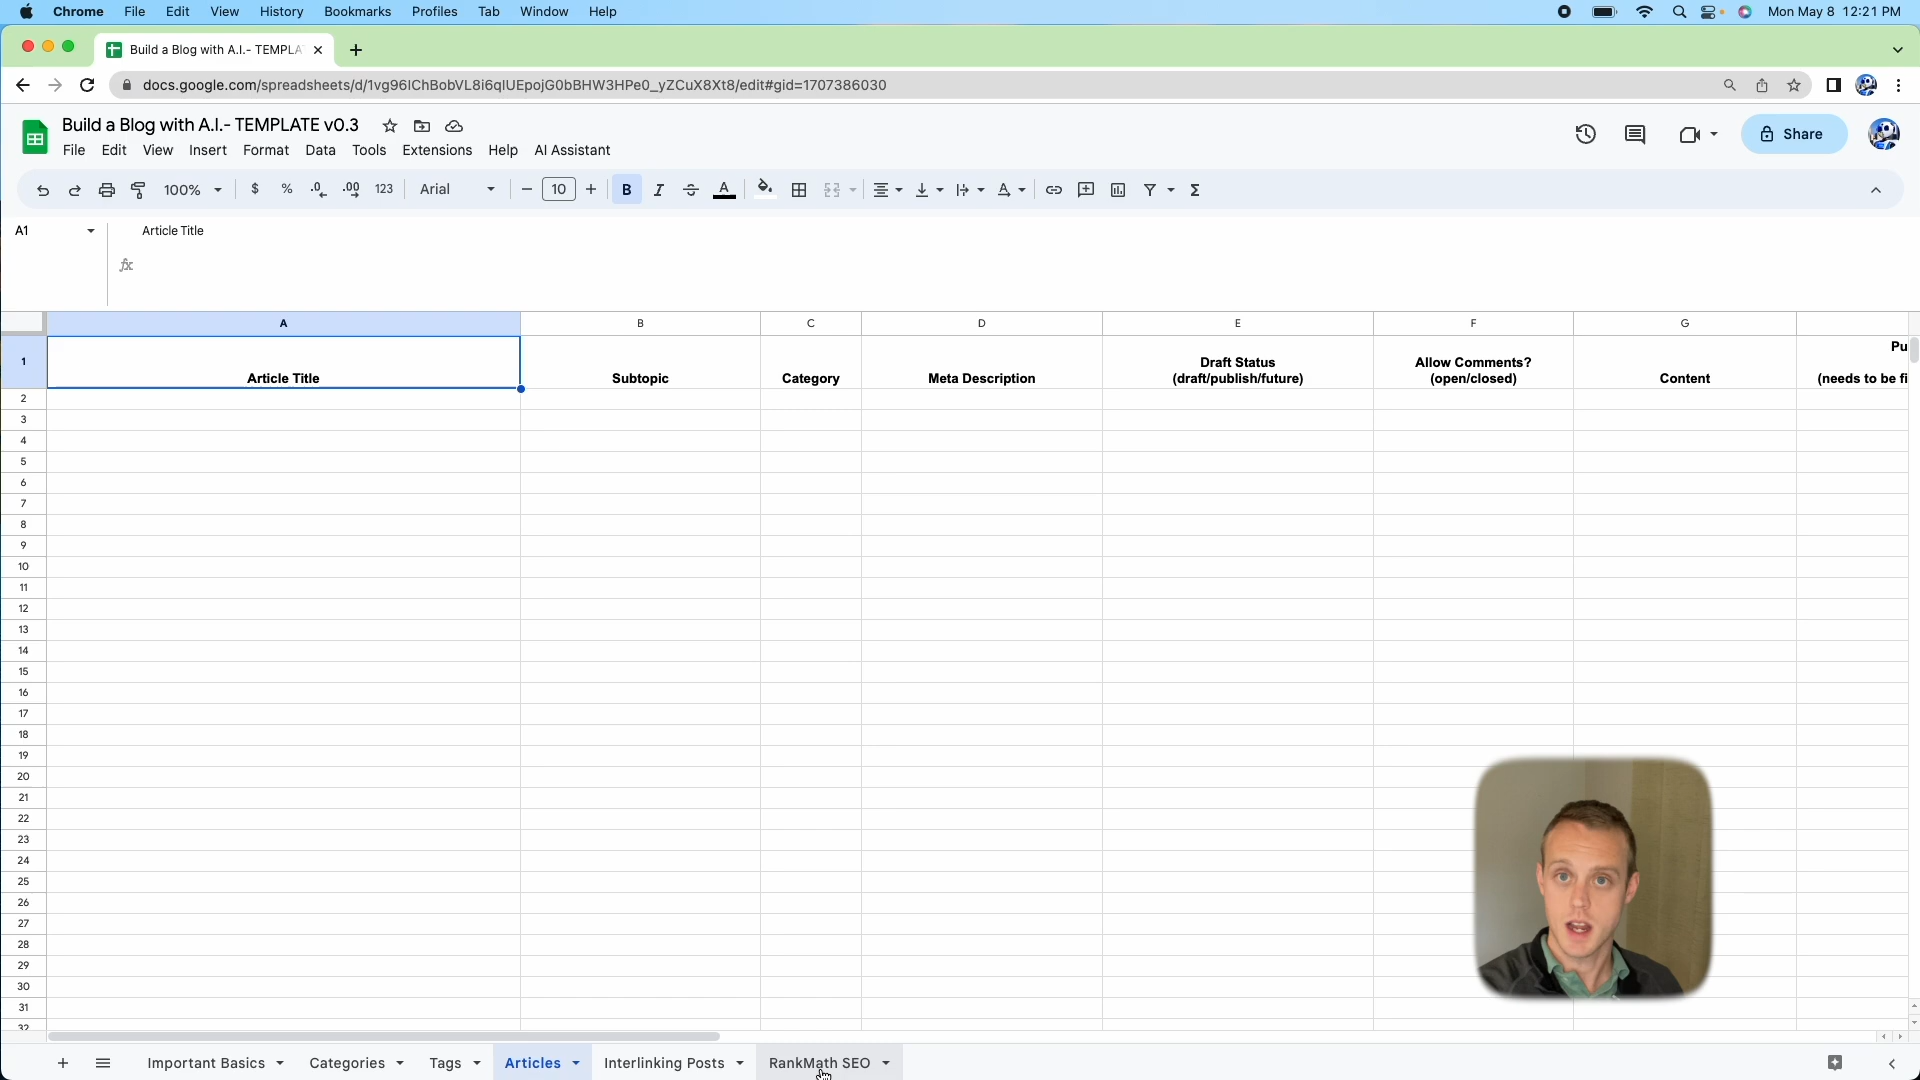 Chrome File Edit View History Bookmarks Profiles Tab Window Help Mon May 8 12:21 PM
Build a Blog with A.I.- TEMPLA
docs.google.com/spreadsheets/d/1vg96IChBobVL8i6qlUEpojG0bBHW3HPe0_yZCuX8Xt8/edit#gid=1707386030
Build a Blog with A.I.- TEMPLATE v0.3
Share
File Edit View Insert Format Data Tools Extensions Help AI Assistant
100% $ % .0 .00 123 Arial 10 B I S A Σ
A1 Article Title
fx
A B C D E F G
Pu
Draft Status Allow Comments?
1 Article Title Subtopic Category Meta Description (draft/publish/future) (open/closed) Content (needs to be fi
2
3
4
5
6
7
8
9
10
11
12
13
14
15
16
17
18
19
20
21
22
23
24
25
26
27
28
29
30
31
32
Important Basics Categories Tags Articles Interlinking Posts RankMath SEO